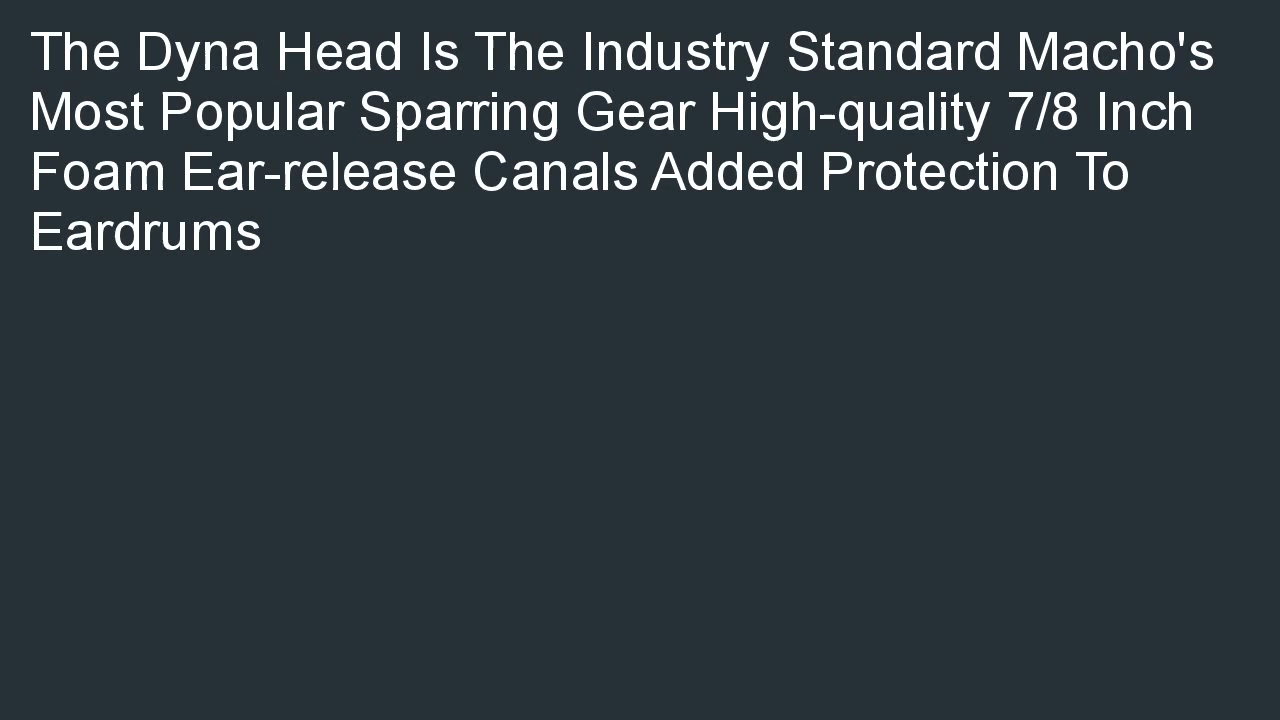 The Dyna Head Is The Industry Standard Macho's
Most Popular Sparring Gear High-quality 7/8 Inch
Foam Ear-release Canals Added Protection To
Eardrums